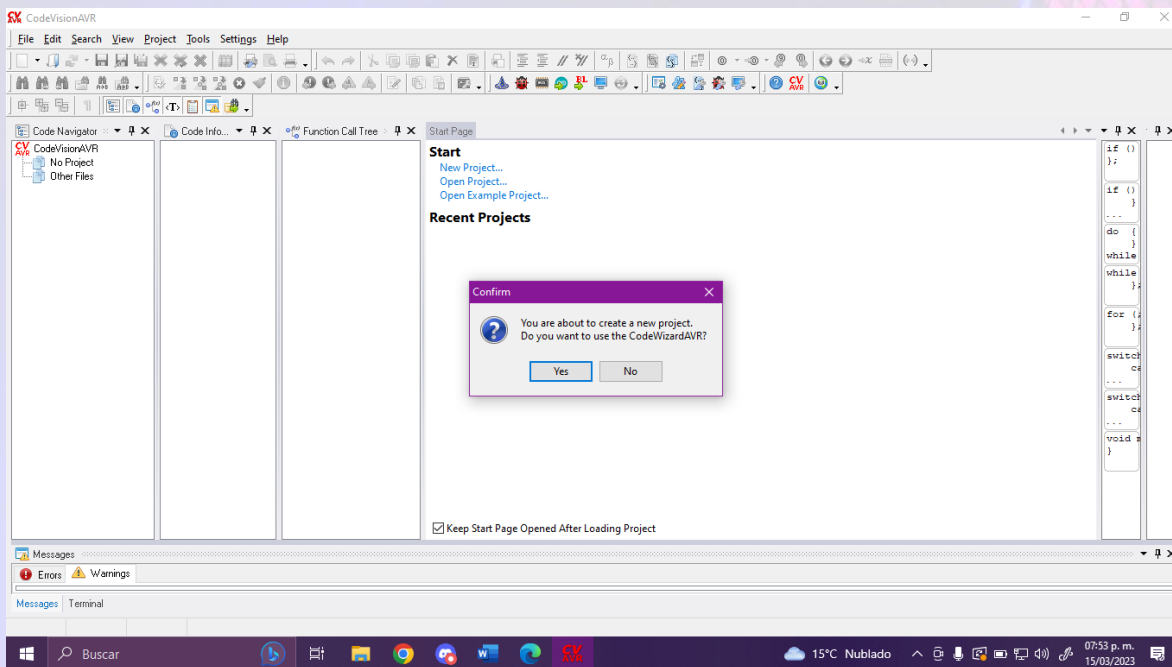 CodeVisionAVR
File Edit Search View Project Tools Settings Help
Code Navigator
Code Info...
Function Call Tree
Start Page
CodeVisionAVR
No Project
Other Files
Start
New Project...
Open Project...
Open Example Project...
Recent Projects
Confirm
You are about to create a new project.
Do you want to use the CodeWizardAVR?
Yes No
Keep Start Page Opened After Loading Project
if ()
};
if ()
}
...
do {
}
while
while
};
for (;
};
switch
ca
...
switch
ca
...
void m
}
Messages
Errors Warnings
Messages Terminal
Buscar
15°C Nublado
07:53 p. m.
15/03/2023